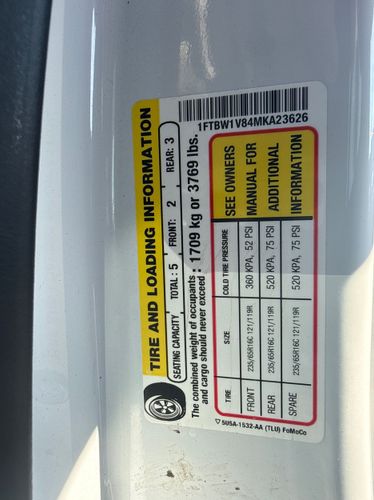 1FTBW1V84MKA23626
TIRE AND LOADING INFORMATION
SEATING CAPACITY TOTAL : 5 FRONT: 2 REAR: 3
The combined weight of occupants : 1709 kg or 3769 lbs.
and cargo should never exceed
TIRE SIZE COLD TIRE PRESSURE SEE OWNERS
FRONT 235/65R16C 121/119R 360 KPA, 52 PSI MANUAL FOR
REAR 235/65R16C 121/119R 520 KPA, 75 PSI ADDITIONAL
SPARE 235/65R16C 121/119R 520 KPA, 75 PSI INFORMATION
▽ 5U5A-1532-AA (TLU) FoMoCo